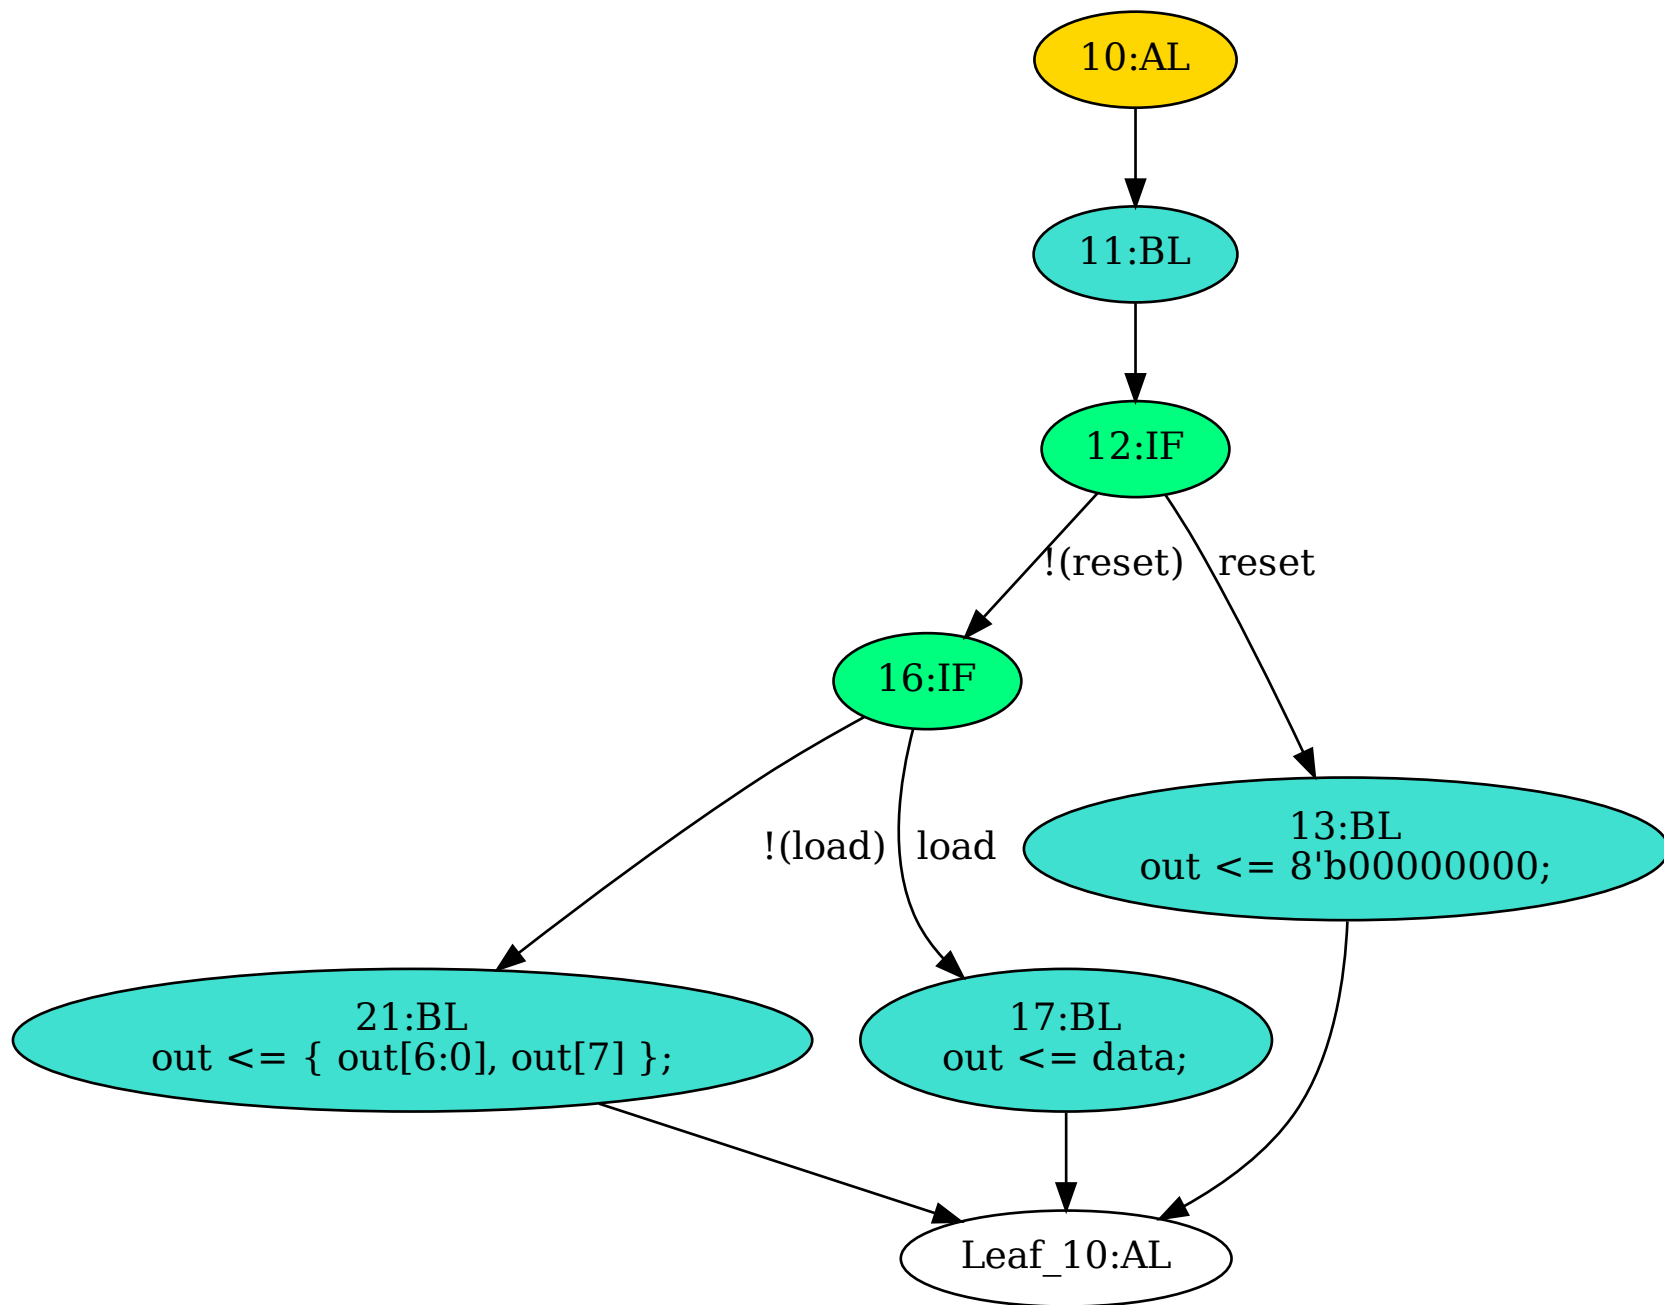 10:AL
11:BL
12:IF
!(reset)
reset
16:IF
!(load)
load
13:BL
out <= 8'b00000000;
21:BL
out <= { out[6:0], out[7] };
17:BL
out <= data;
Leaf_10:AL